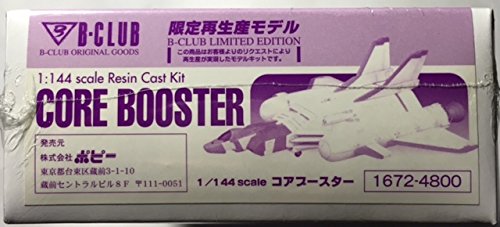 B-CLUB
B-CLUB ORIGINAL GOODS
限定再生産モデル
B-CLUB LIMITED EDITION
この商品はお客様よりのリクエストにより
再生産が実現したモデルキットです。
1:144 scale Resin Cast Kit
CORE BOOSTER
発売元
株式会社 ポピー
東京都台東区蔵前3-1-10
蔵前セントラルビル8F 〒111-0051
1/144 scale コアブースター
1672-4800